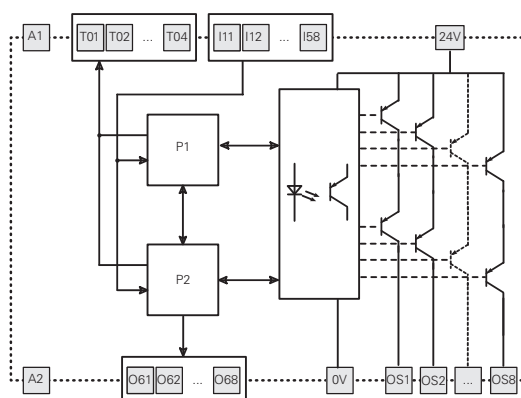 A1 T01 T02 ... T04 I11 I12 ... I58 24V
P1
P2
A2 O61 O62 ... O68 0V OS1 OS2 ... OS8